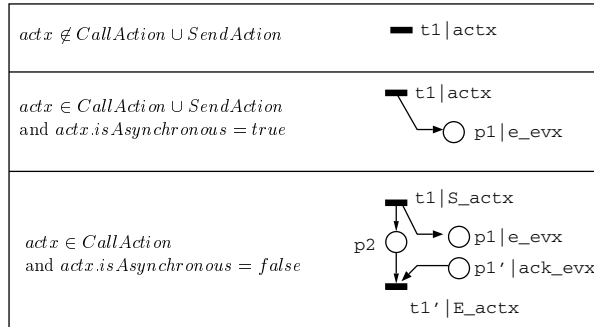 actx ∉ CallAction ∪ SendAction
t1|actx
actx ∈ CallAction ∪ SendAction
and actx.isAsynchronous = true
t1|actx
p1|e_evx
actx ∈ CallAction
and actx.isAsynchronous = false
t1|S_actx
p1|e_evx
p2
p1'|ack_evx
t1'|E_actx